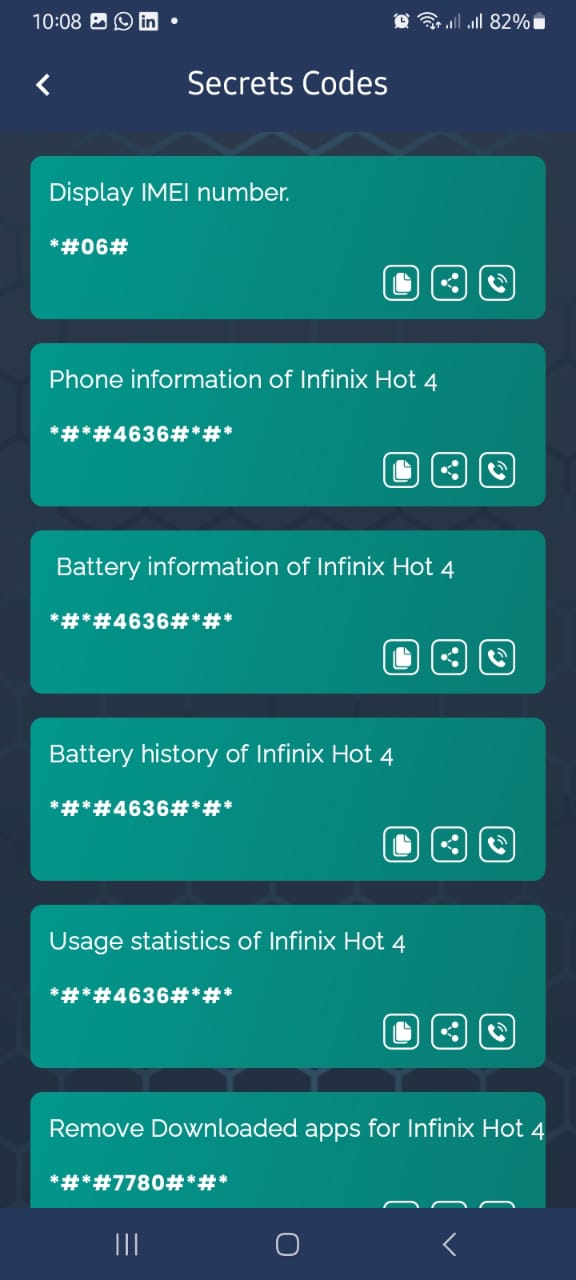 10:08
82%
Secrets Codes
Display IMEI number.
*#06#
Phone information of Infinix Hot 4
*#*#4636#*#*
Battery information of Infinix Hot 4
*#*#4636#*#*
Battery history of Infinix Hot 4
*#*#4636#*#*
Usage statistics of Infinix Hot 4
*#*#4636#*#*
Remove Downloaded apps for Infinix Hot 4
*#*#7780#*#*